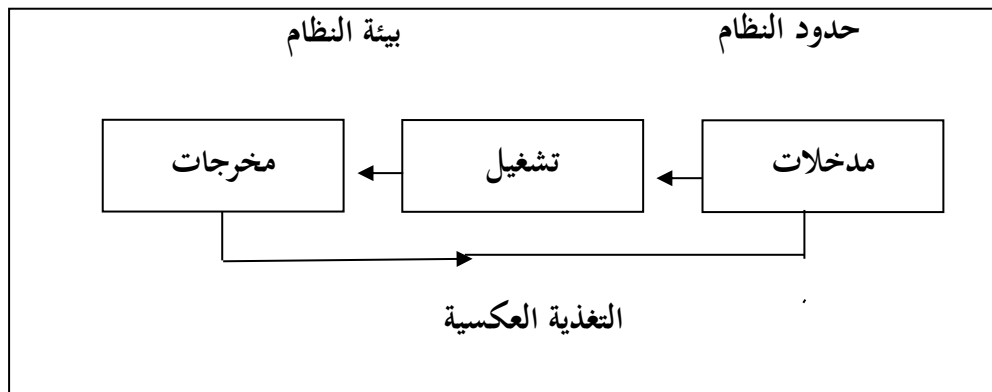 حدود النظام
بيئة النظام
مدخلات
تشغيل
مخرجات
التغذية العكسية